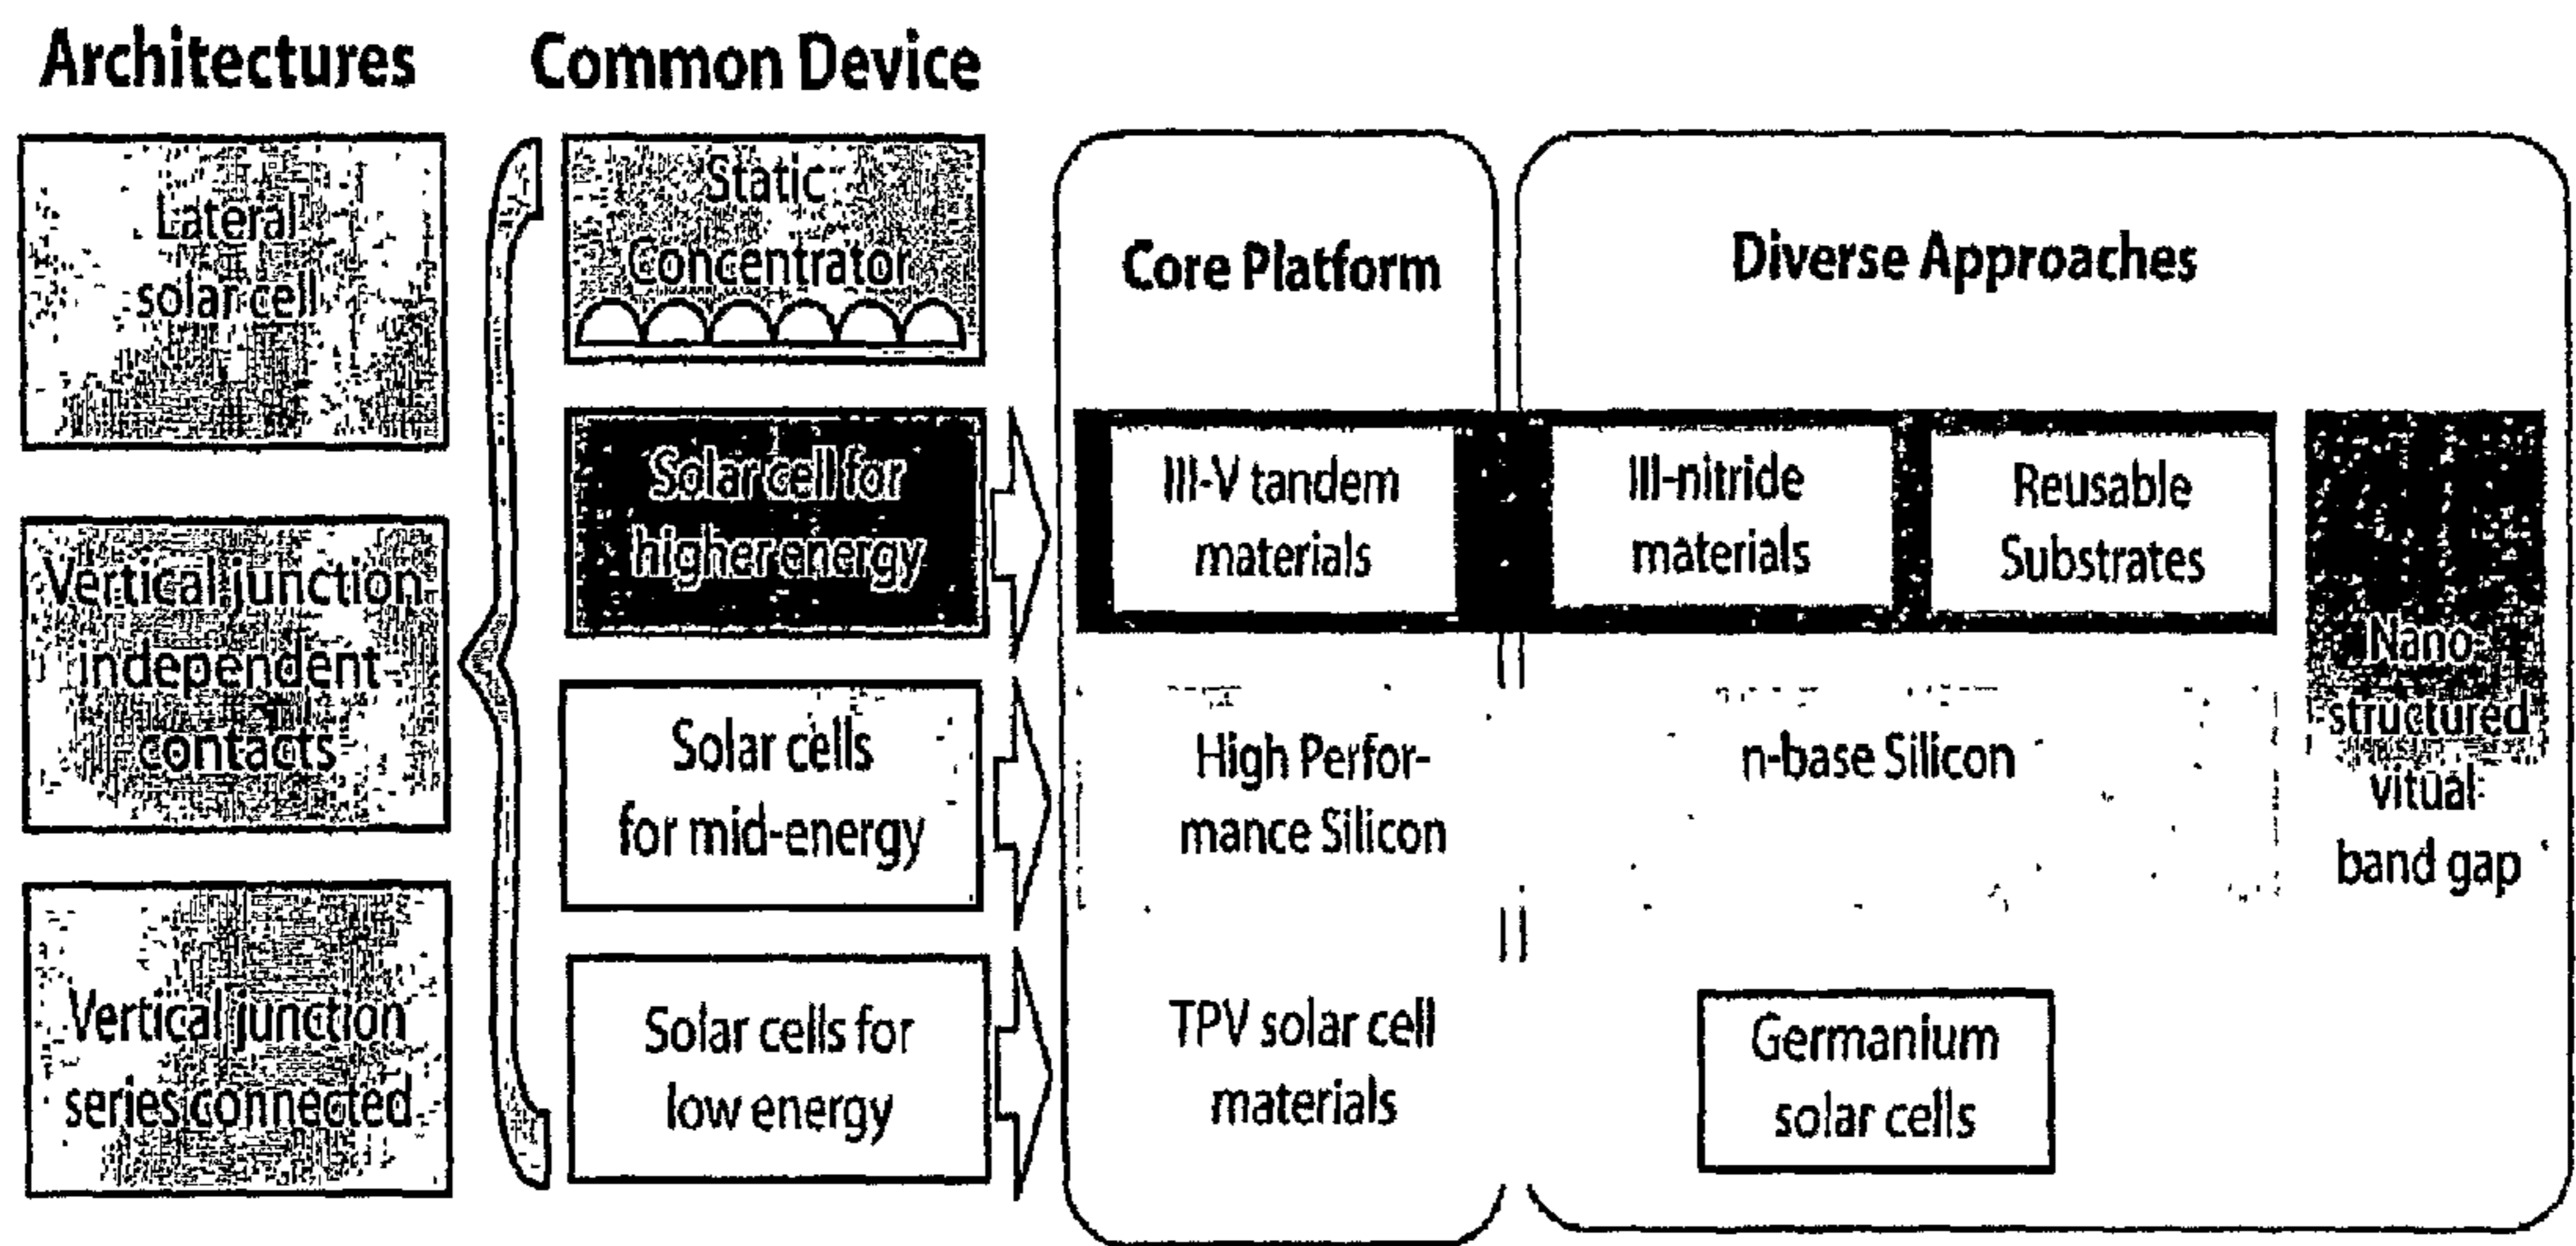 Architectures
Common Device
Lateral
solar cell
Vertical junction
independent
contacts
Vertical junction
series connected
Static
Concentrator
Solar cell for
higher energy
Solar cells
for mid-energy
Solar cells for
low energy
Core Platform
III-V tandem
materials
High Perfor-
mance Silicon
TPV solar cell
materials
Diverse Approaches
III-nitride
materials
Reusable
Substrates
n-base Silicon
Germanium
solar cells
Nano-
structured
vitual
band gap